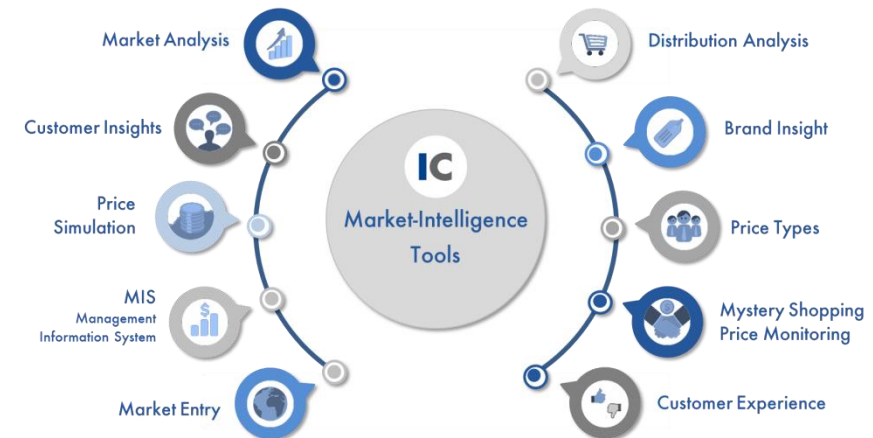 Market Analysis
Customer Insights
Price
Simulation
MIS
Management
Information System
Market Entry
IC
Market-Intelligence
Tools
Distribution Analysis
Brand Insight
Price Types
Mystery Shopping
Price Monitoring
Customer Experience
$